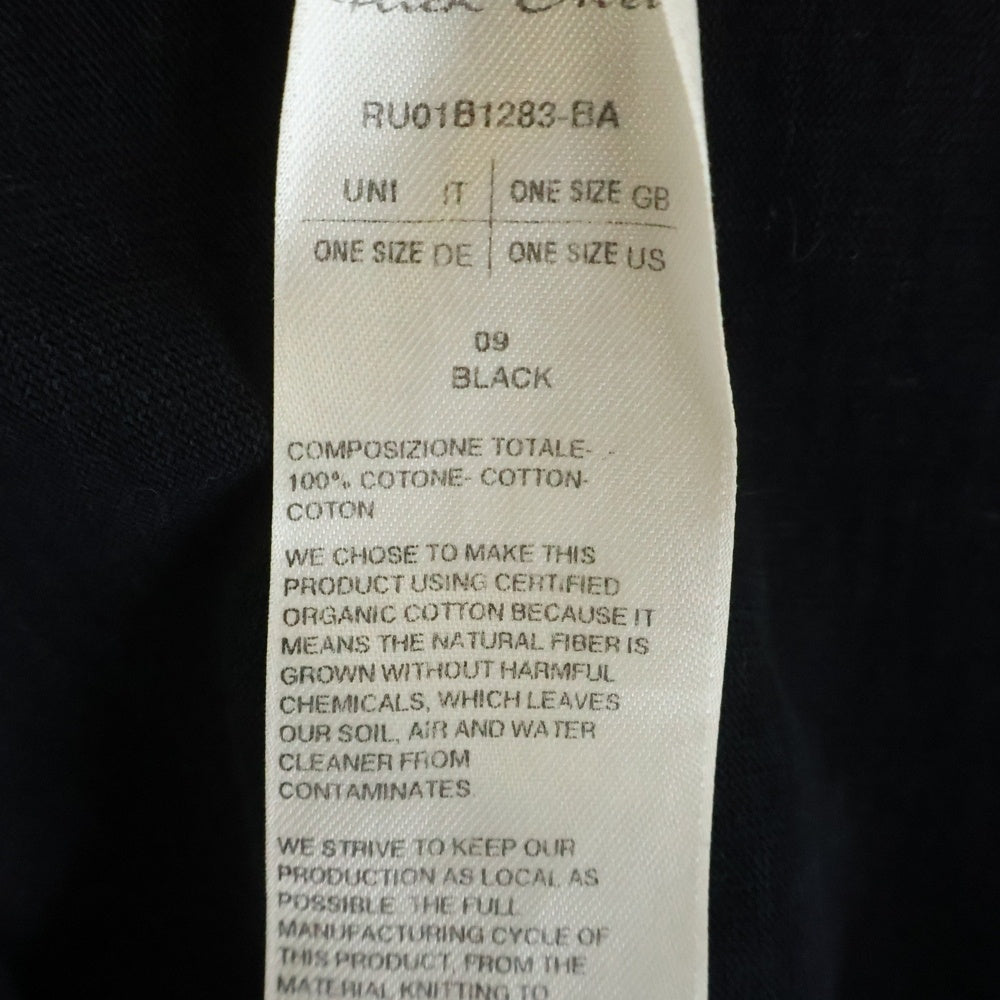 RU01B1283-BA
UNI IT ONE SIZE GB
ONE SIZE DE ONE SIZE US
09
BLACK
COMPOSIZIONE TOTALE-
100% COTONE- COTTON-
COTON
WE CHOSE TO MAKE THIS
PRODUCT USING CERTIFIED
ORGANIC COTTON BECAUSE IT
MEANS THE NATURAL FIBER IS
GROWN WITHOUT HARMFUL
CHEMICALS, WHICH LEAVES
OUR SOIL, AIR AND WATER
CLEANER FROM
CONTAMINATES
WE STRIVE TO KEEP OUR
PRODUCTION AS LOCAL AS
POSSIBLE THE FULL
MANUFACTURING CYCLE OF
THIS PRODUCT, FROM THE
MATERIAL KNITTING TO